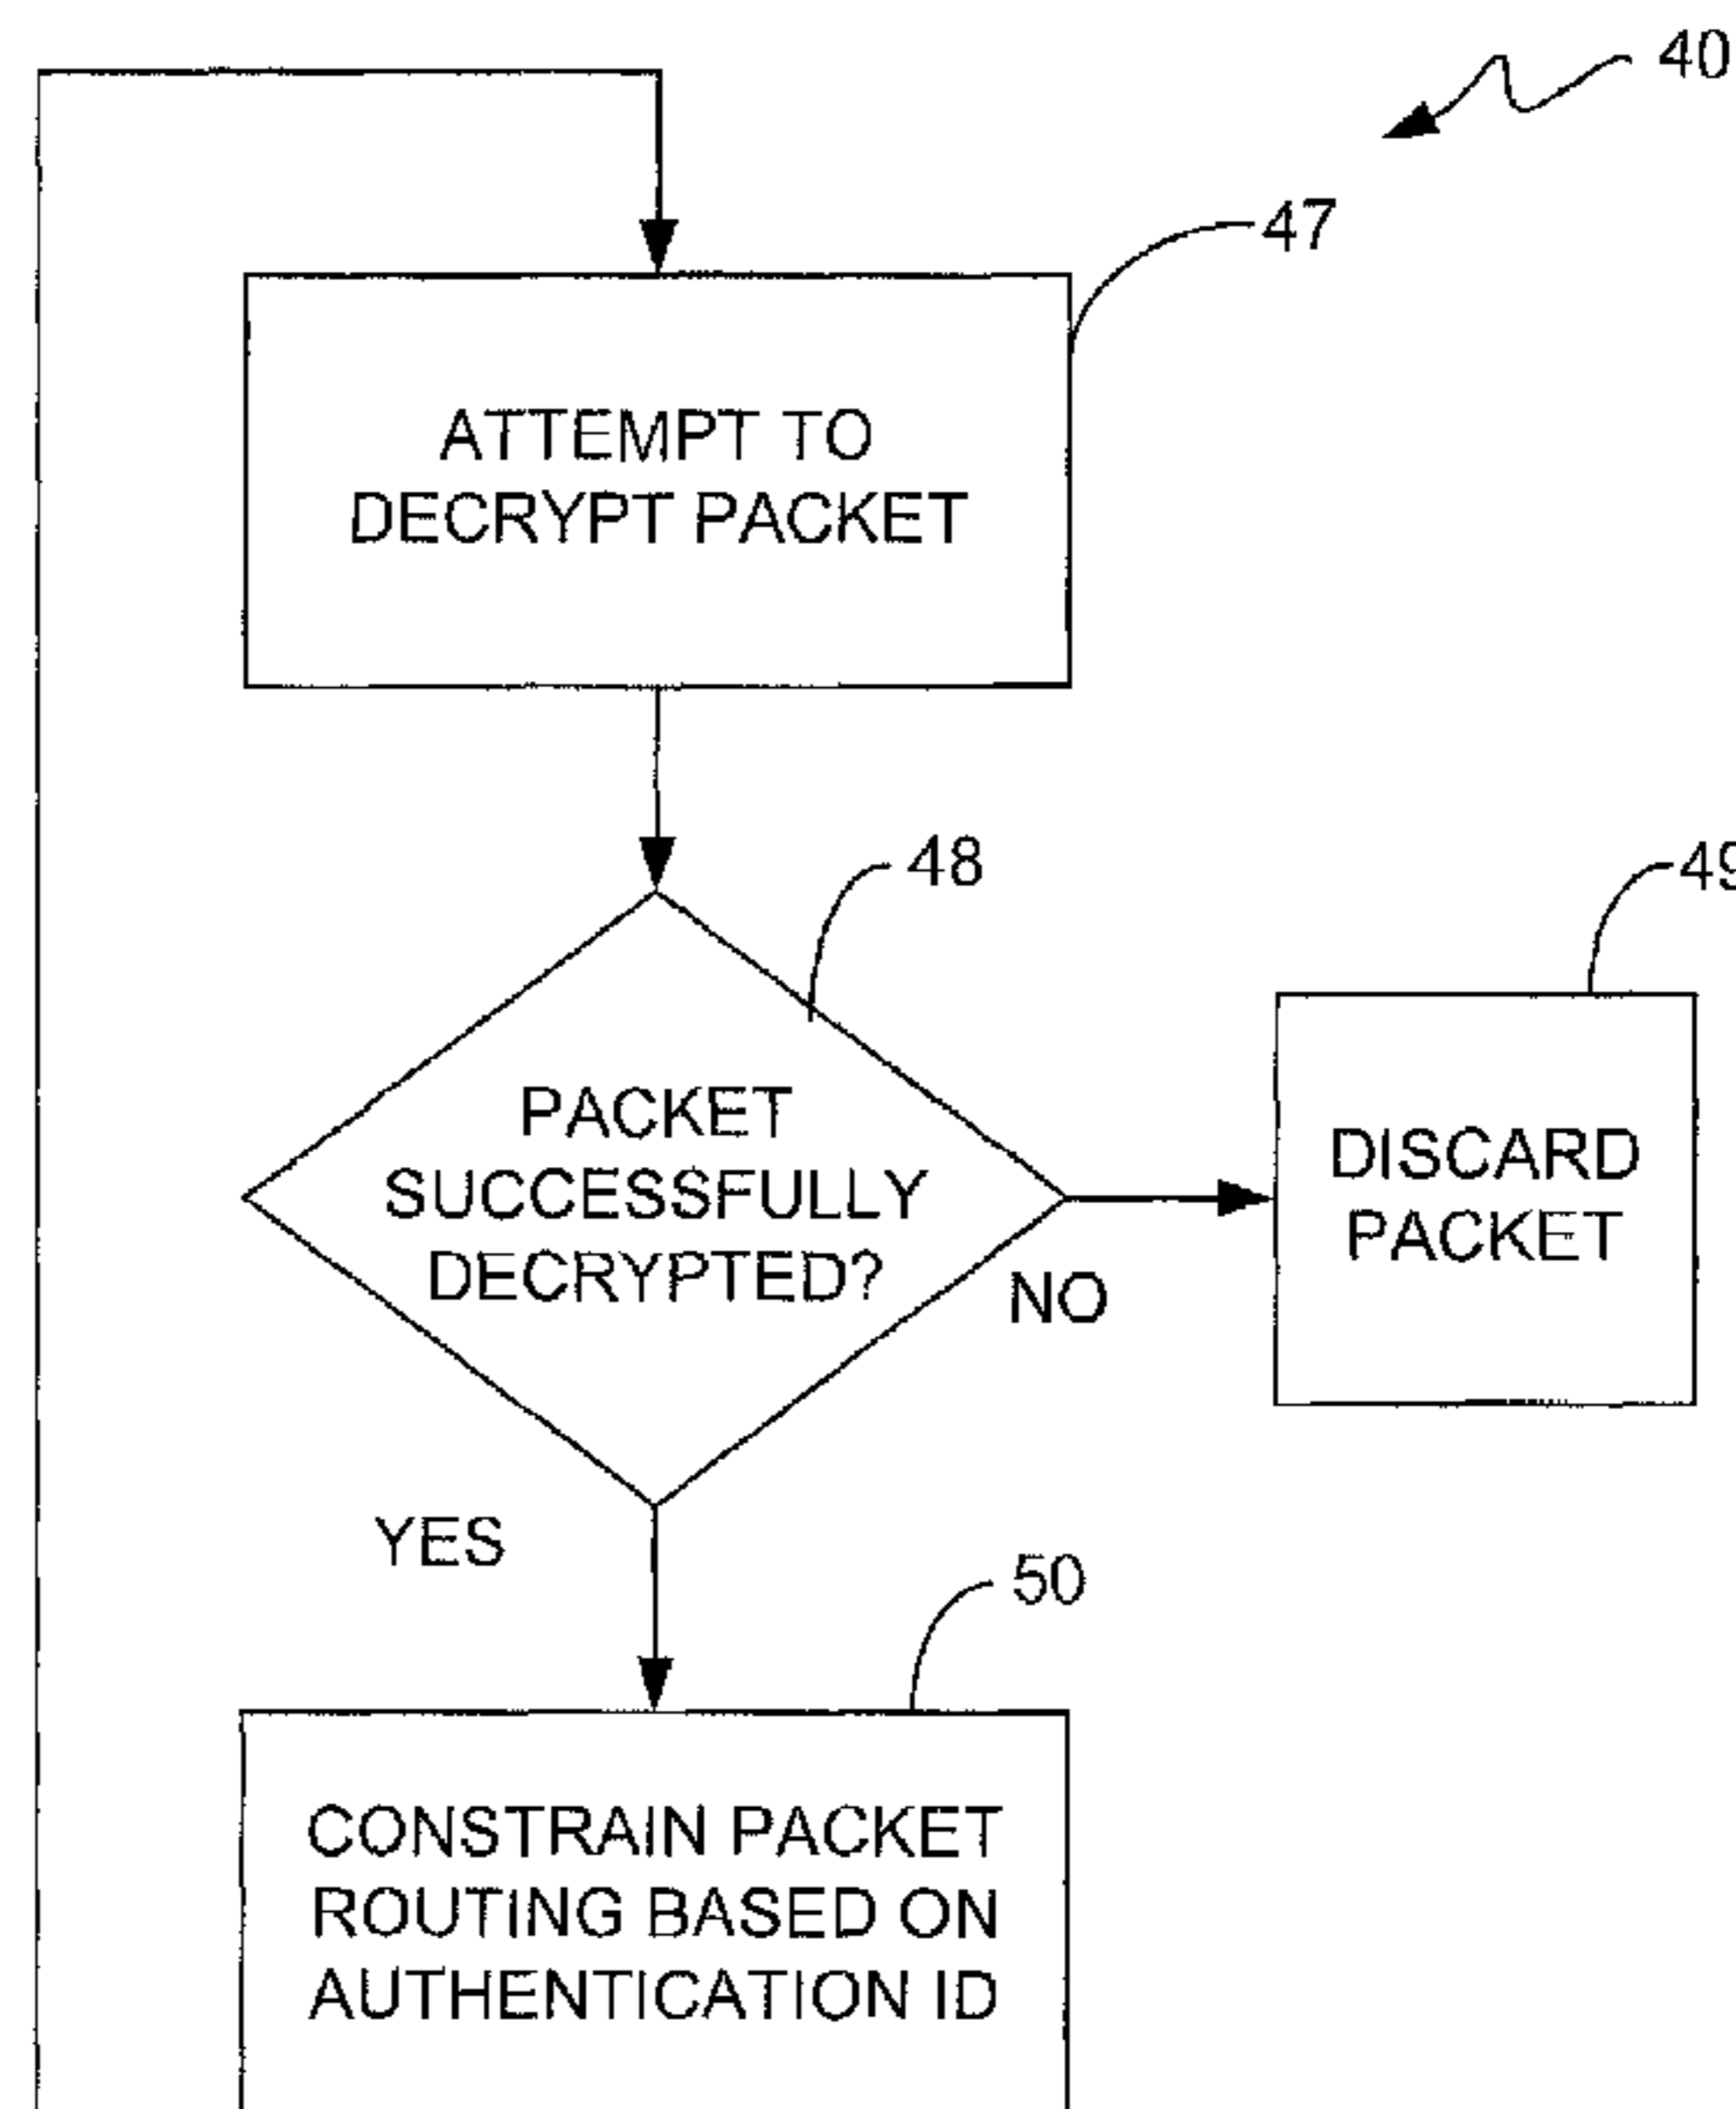 40
47
ATTEMPT TO
DECRYPT PACKET
48
49
PACKET
SUCCESSFULLY
DECRYPTED?
NO
DISCARD
PACKET
YES
50
CONSTRAIN PACKET
ROUTING BASED ON
AUTHENTICATION ID